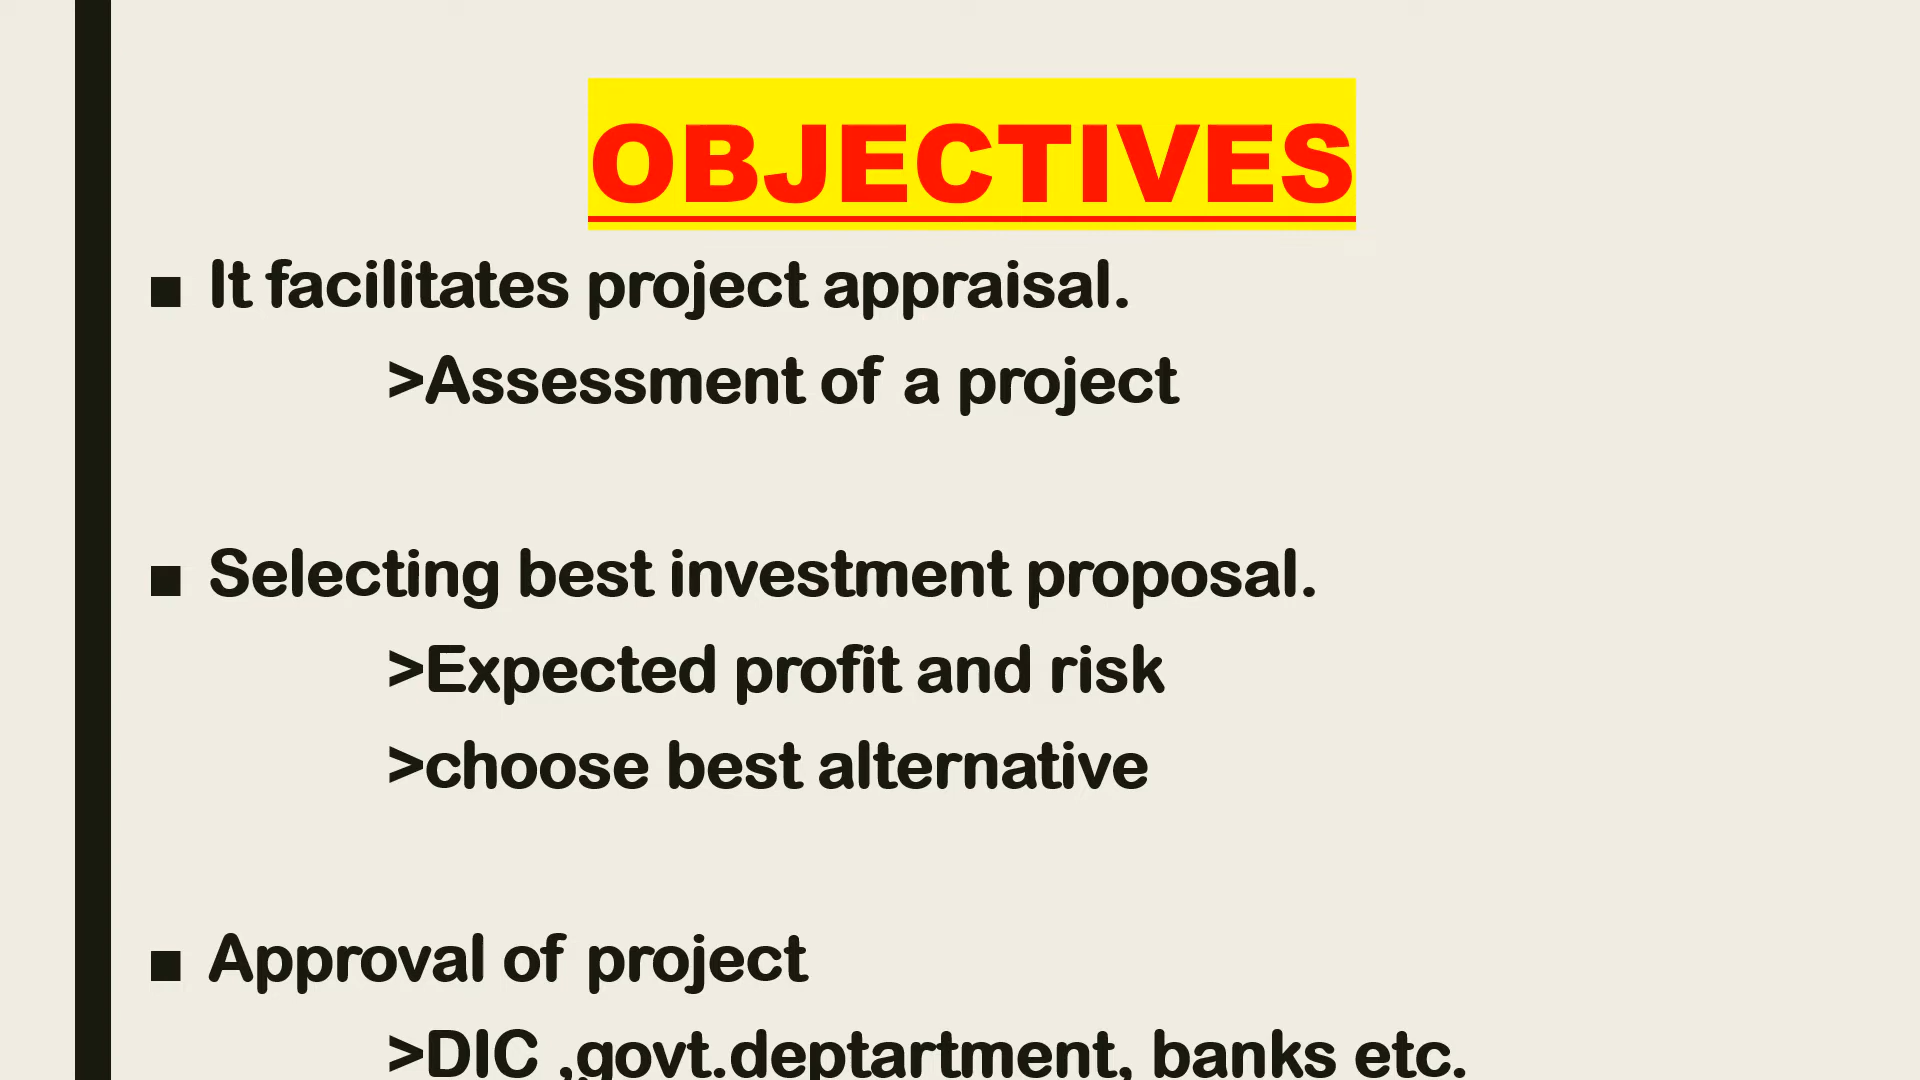 OBJECTIVES
■ It facilitates project appraisal.
>Assessment of a project
■ Selecting best investment proposal.
>Expected profit and risk
>choose best alternative
■ Approval of project
>DIC ,govt.deptartment, banks etc.